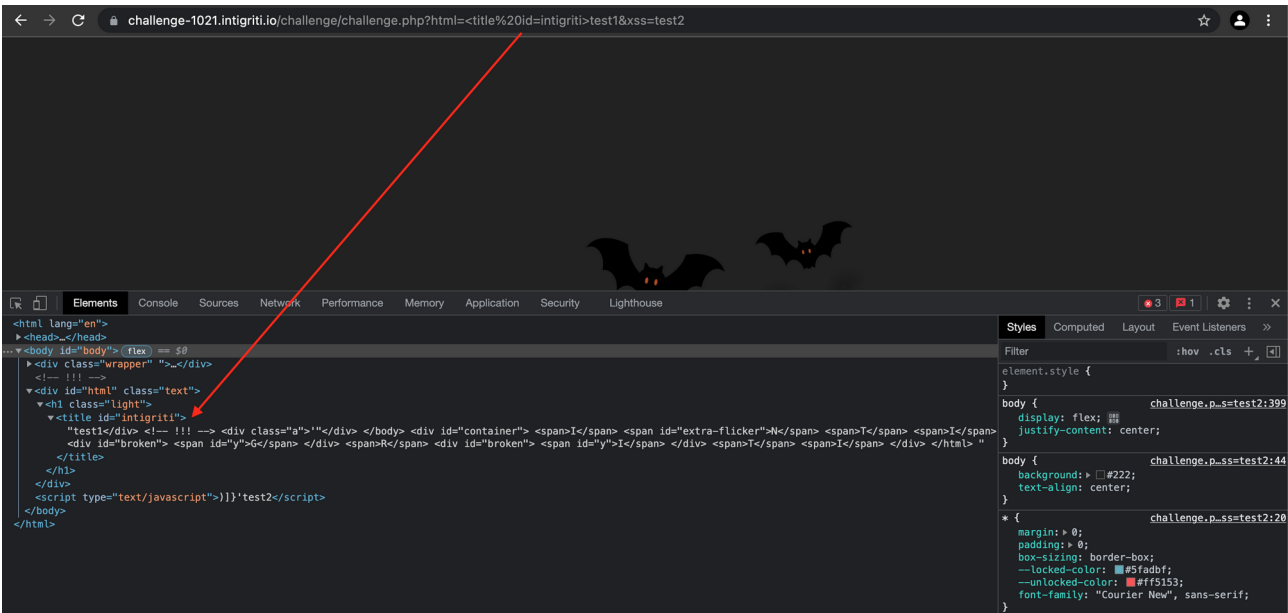 challenge-1021.intigriti.io/challenge/challenge.php?html=<title%20id=intigriti>test1&xss=test2
Elements Console Sources Network Performance Memory Application Security Lighthouse 3 1
<html lang="en">
<head>…</head>
<body id="body"> flex == $0
<div class="wrapper ">…</div>
<!-- !!! -->
<div id="html" class="text">
<h1 class="light">
<title id="intigriti">
"test1</div> <!-- !!! --> <div class="a">'"</div> </body> <div id="container"> <span>I</span> <span id="extra-flicker">N</span> <span>T</span> <span>I</span>
<div id="broken"> <span id="y">G</span> </div> <span>R</span> <div id="broken"> <span id="y">I</span> </div> <span>T</span> <span>I</span> </div> </html> "
</title>
</h1>
</div>
<script type="text/javascript">)]}'test2</script>
</body>
</html>
Styles Computed Layout Event Listeners »
Filter :hov .cls +
element.style {
}
body { challenge.p…ss=test2:399
display: flex;
justify-content: center;
}
body { challenge.p…ss=test2:44
background: #222;
text-align: center;
}
* { challenge.p…ss=test2:20
margin: 0;
padding: 0;
box-sizing: border-box;
--locked-color: #5fadbf;
--unlocked-color: #ff5153;
font-family: "Courier New", sans-serif;
}